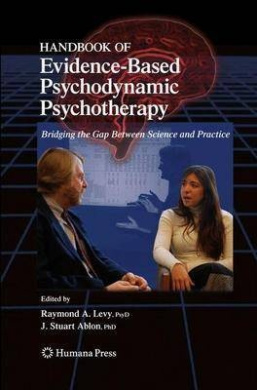 HANDBOOK OF
Evidence-Based
Psychodynamic
Psychotherapy
Bridging the Gap Between Science and Practice
Edited by
Raymond A. Levy, PsyD
J. Stuart Ablon, PhD
Humana Press